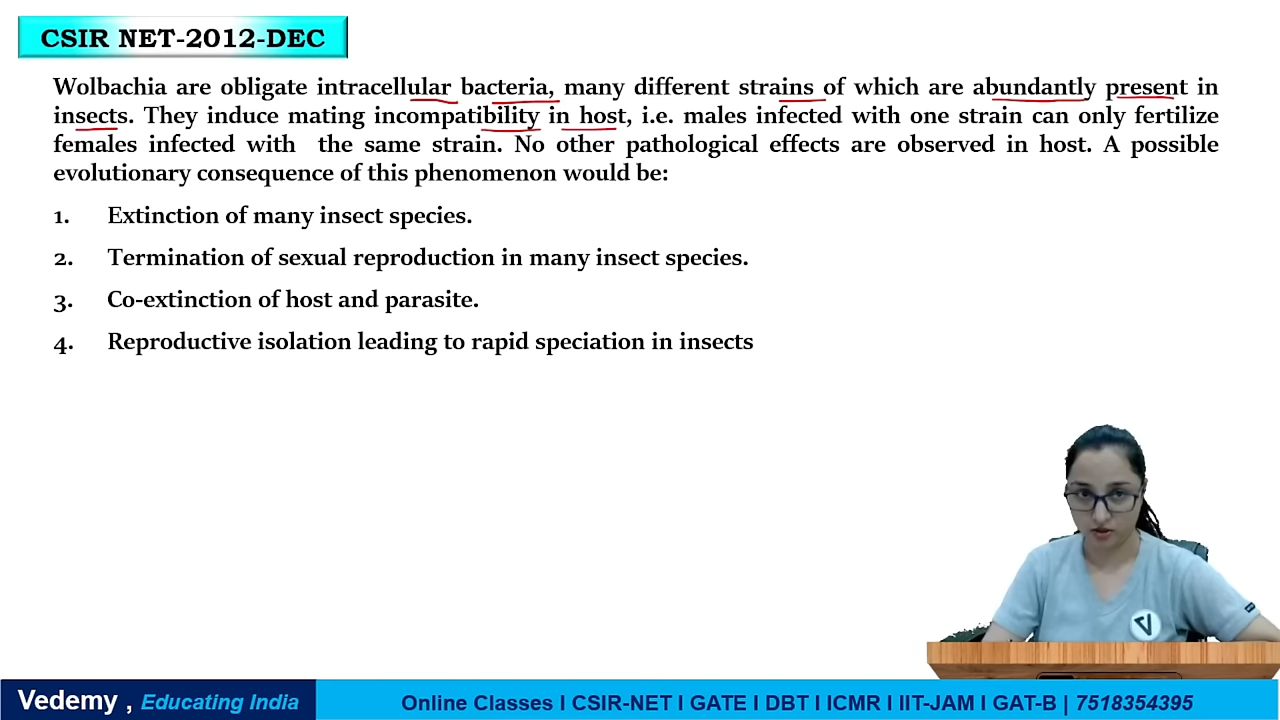 CSIR NET-2012-DEC
Wolbachia are obligate intracellular bacteria, many different strains of which are abundantly present in
insects. They induce mating incompatibility in host, i.e. males infected with one strain can only fertilize
females infected with the same strain. No other pathological effects are observed in host. A possible
evolutionary consequence of this phenomenon would be:
1. Extinction of many insect species.
2. Termination of sexual reproduction in many insect species.
3. Co-extinction of host and parasite.
4. Reproductive isolation leading to rapid speciation in insects
Vedemy , Educating India
Online Classes I CSIR-NET I GATE I DBT I ICMR I IIT-JAM I GAT-B | 7518354395